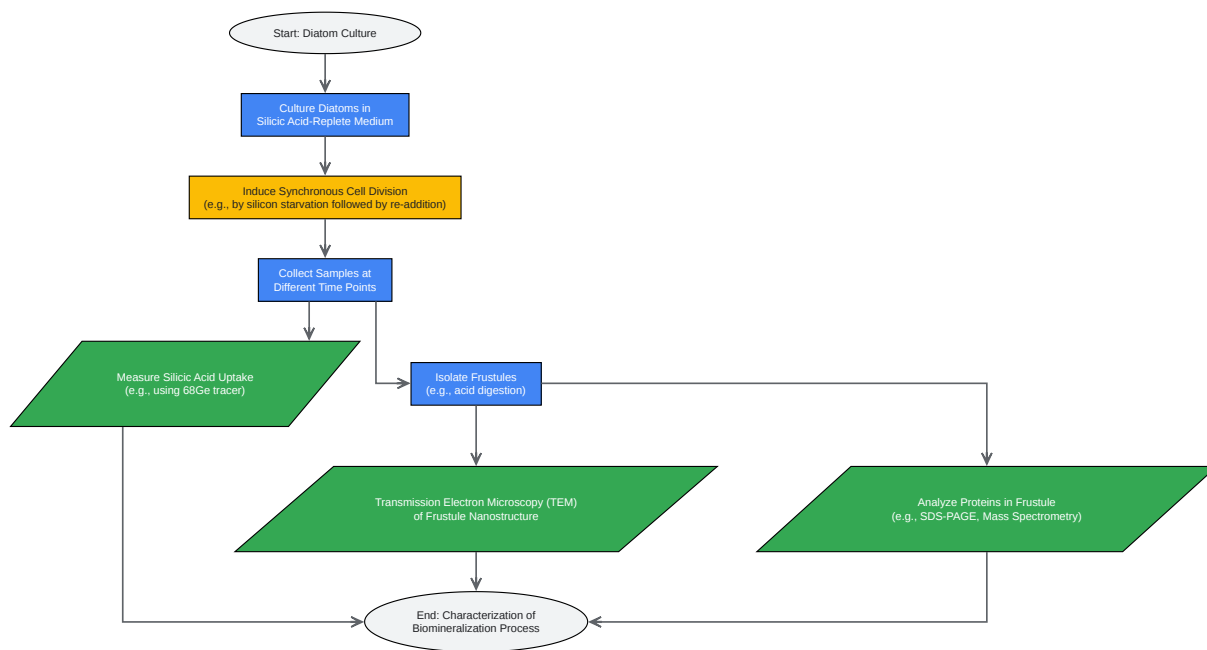 Start: Diatom Culture
Culture Diatoms in
Silicic Acid-Replete Medium
Induce Synchronous Cell Division
(e.g., by silicon starvation followed by re-addition)
Collect Samples at
Different Time Points
Measure Silicic Acid Uptake
(e.g., using 68Ge tracer)
Isolate Frustules
(e.g., acid digestion)
Transmission Electron Microscopy (TEM)
of Frustule Nanostructure
Analyze Proteins in Frustule
(e.g., SDS-PAGE, Mass Spectrometry)
End: Characterization of
Biomineralization Process